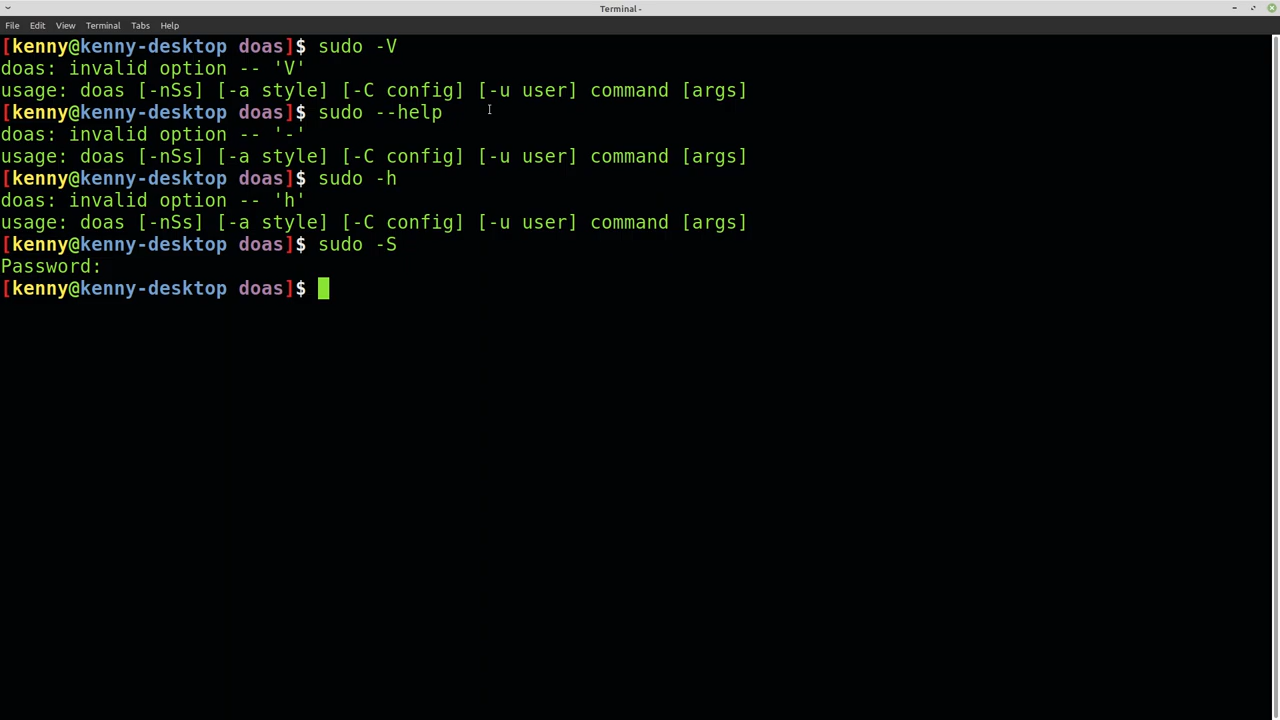 Terminal -
File Edit View Terminal Tabs Help
[kenny@kenny-desktop doas]$ sudo -V
doas: invalid option -- 'V'
usage: doas [-nSs] [-a style] [-C config] [-u user] command [args]
[kenny@kenny-desktop doas]$ sudo --help
doas: invalid option -- '-'
usage: doas [-nSs] [-a style] [-C config] [-u user] command [args]
[kenny@kenny-desktop doas]$ sudo -h
doas: invalid option -- 'h'
usage: doas [-nSs] [-a style] [-C config] [-u user] command [args]
[kenny@kenny-desktop doas]$ sudo -S
Password:
[kenny@kenny-desktop doas]$